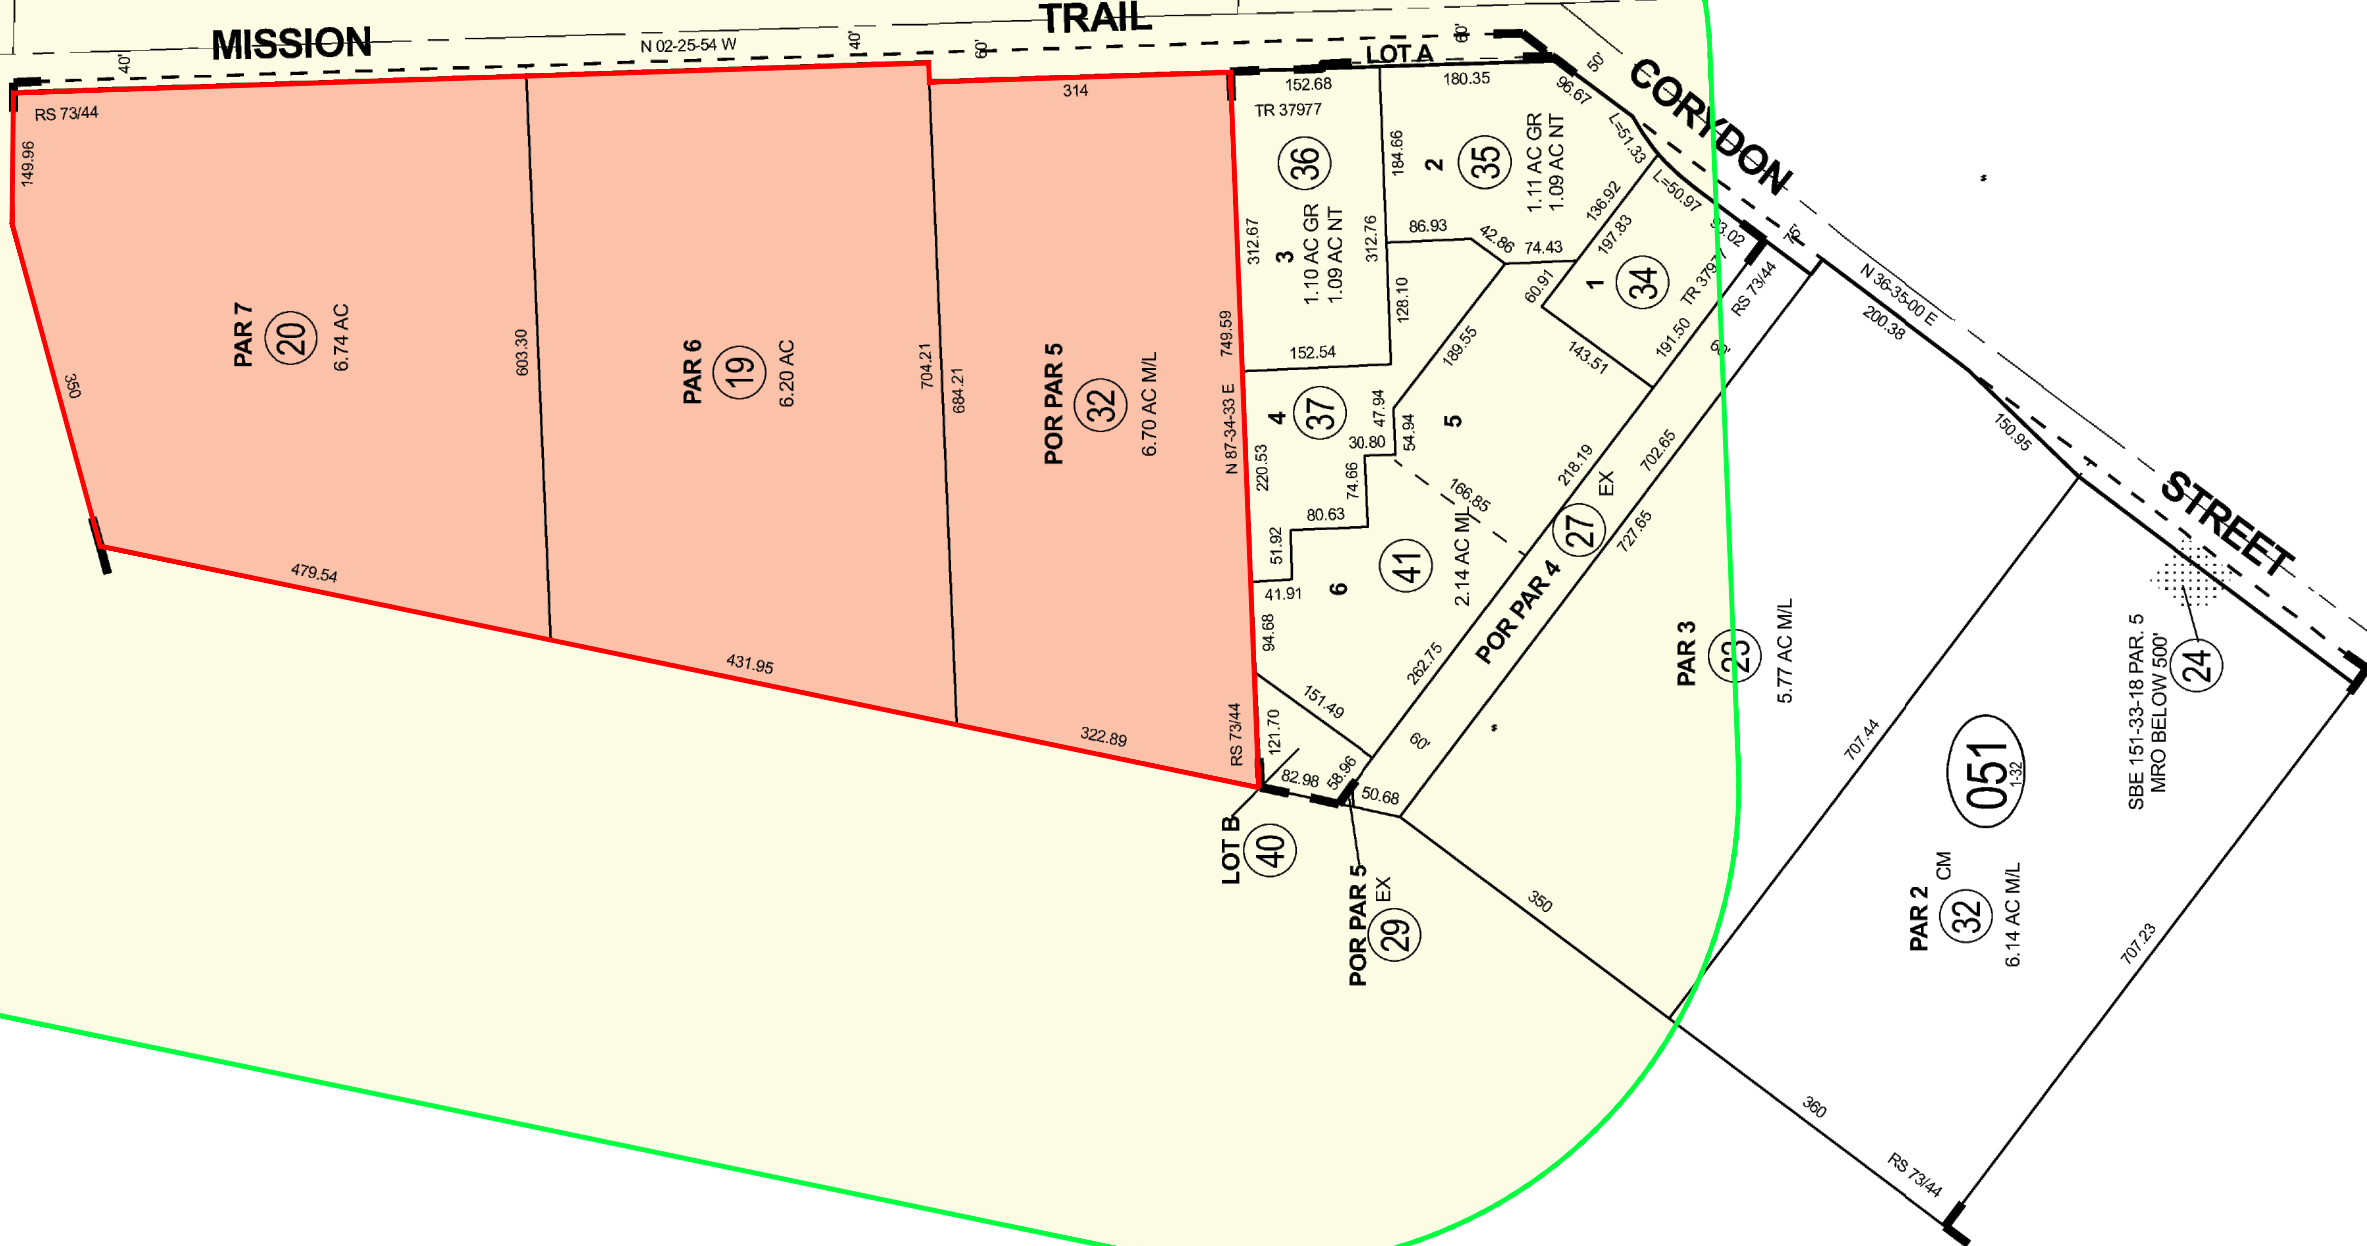 MISSION
TRAIL
N 02-25-54 W
40'
40'
60'
60'
LOT A
50'
CORYDON
STREET
RS 73/44
149.96
350
PAR 7
20
6.74 AC
603.30
479.54
PAR 6
19
6.20 AC
704.21
684.21
431.95
314
POR PAR 5
32
6.70 AC M/L
322.89
749.59
N 87-34-33 E
RS 73/44
152.68
TR 37977
36
3
1.10 AC GR
1.09 AC NT
312.67
312.76
152.54
180.35
184.66
2
35
1.11 AC GR
1.09 AC NT
96.67
L=51.33
L=50.97
136.92
197.83
93.02
75'
86.93
42.86
74.43
60.91
128.10
189.55
1
34
TR 37977
RS 73/44
191.50
60'
143.51
4
37
220.53
47.94
54.94
30.80
74.66
80.63
51.92
41.91
94.68
5
166.85
218.19
6
41
2.14 AC ML
262.75
151.49
121.70
82.98
58.96
50.68
60'
POR PAR 4
27
EX
702.65
727.65
LOT B
40
POR PAR 5
EX
29
350
PAR 3
23
5.77 AC M/L
N 36-35-00 E
200.38
150.95
707.44
051
1-32
PAR 2
CM
32
6.14 AC M/L
707.23
SBE 151-33-18 PAR. 5
MRO BELOW 500'
24
360
RS 73/44